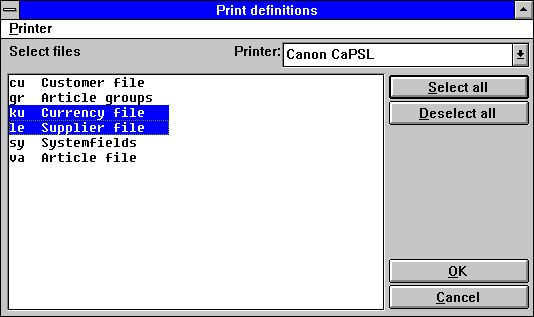 Print definitions
Printer
Select files
Printer: Canon CaPSL
cu Customer file
gr Article groups
ku Currency file
le Supplier file
sy Systemfields
va Article file
Select all
Deselect all
OK
Cancel